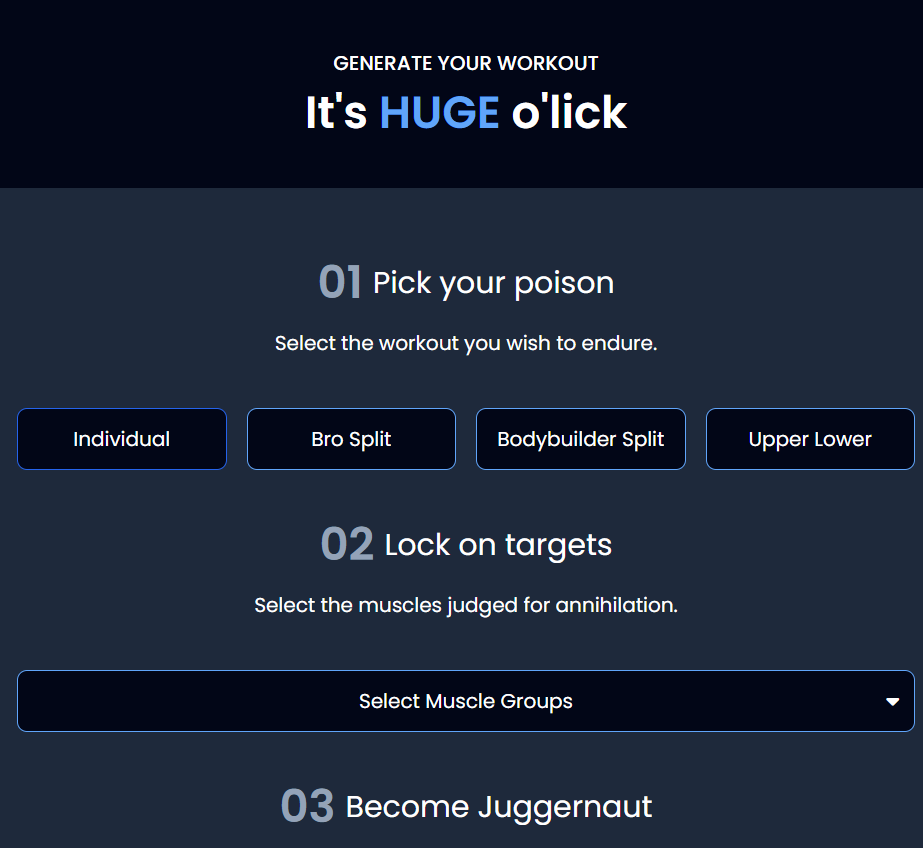 GENERATE YOUR WORKOUT
It's HUGE o'lick
01 Pick your poison
Select the workout you wish to endure.
Individual
Bro Split
Bodybuilder Split
Upper Lower
02 Lock on targets
Select the muscles judged for annihilation.
Select Muscle Groups
03 Become Juggernaut